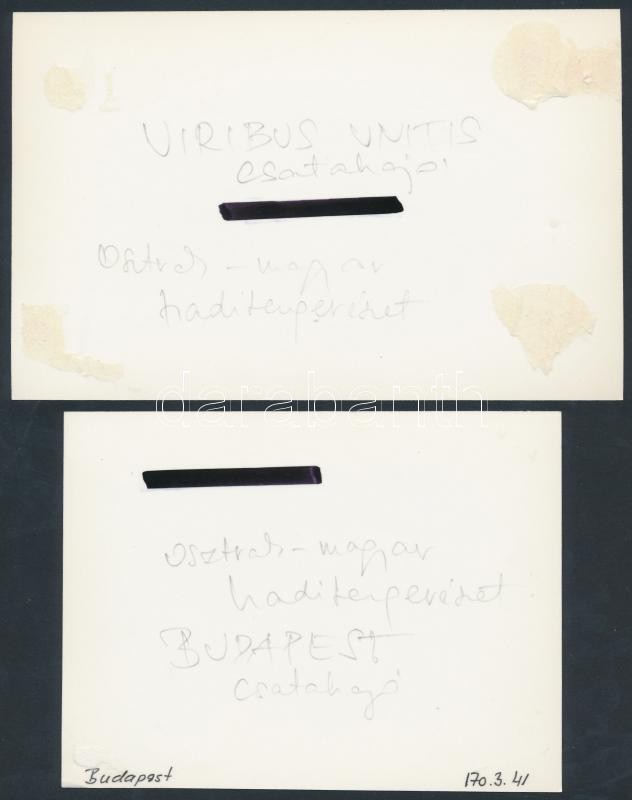 VIRIBUS UNITIS
csatahajó
Osztrák-magyar
haditengerészet
darabanth
osztrák-magyar
haditengerészet
BUDAPEST
csatahajó
Budapest
170.3.41